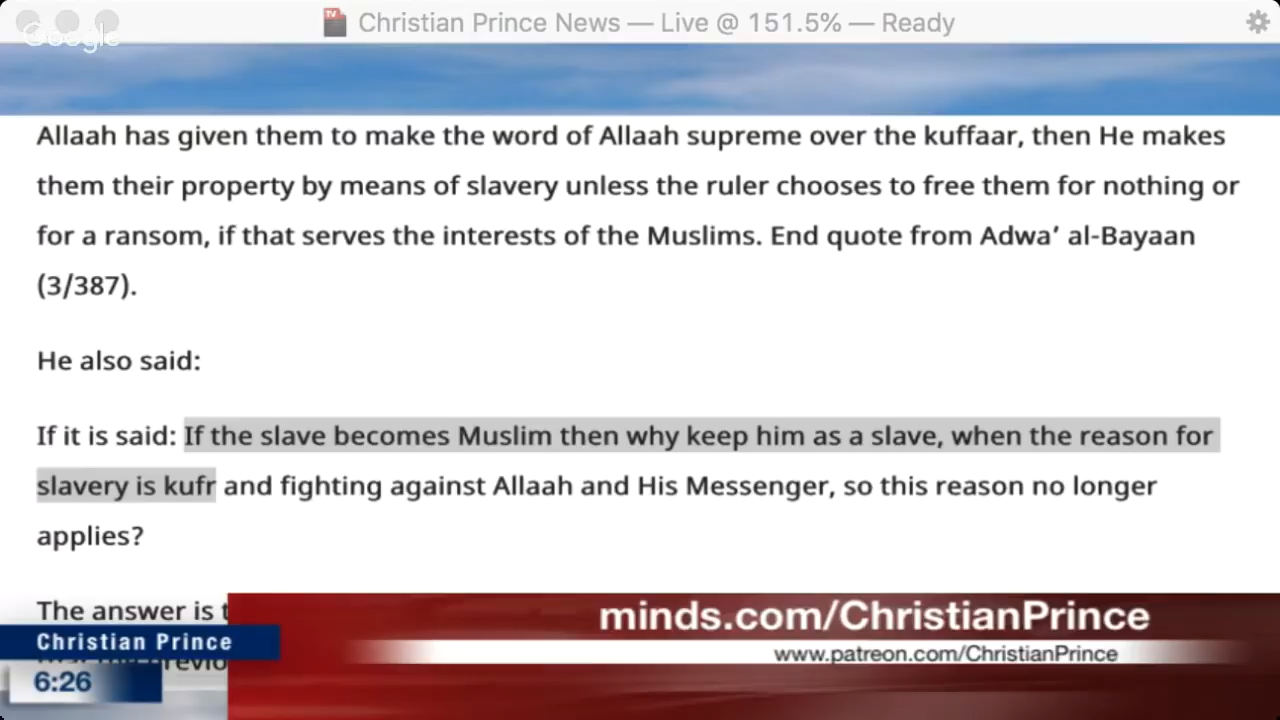 Christian Prince News — Live @ 151.5% — Ready
Google
Allaah has given them to make the word of Allaah supreme over the kuffaar, then He makes
them their property by means of slavery unless the ruler chooses to free them for nothing or
for a ransom, if that serves the interests of the Muslims. End quote from Adwa’ al-Bayaan
(3/387).
He also said:
If it is said: If the slave becomes Muslim then why keep him as a slave, when the reason for
slavery is kufr and fighting against Allaah and His Messenger, so this reason no longer
applies?
The answer is
minds.com/ChristianPrince
Christian Prince
www.patreon.com/ChristianPrince
6:26